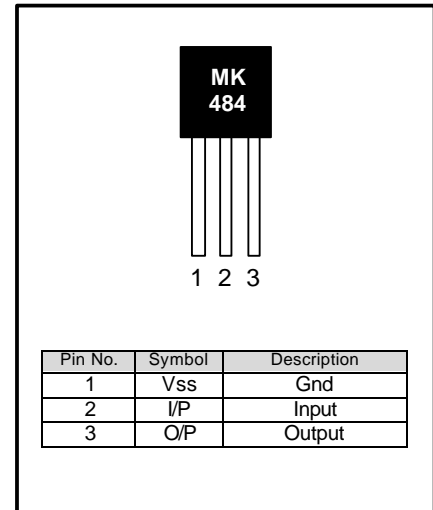 MK
484
1 2 3
Pin No. Symbol Description
1 Vss Gnd
2 I/P Input
3 O/P Output